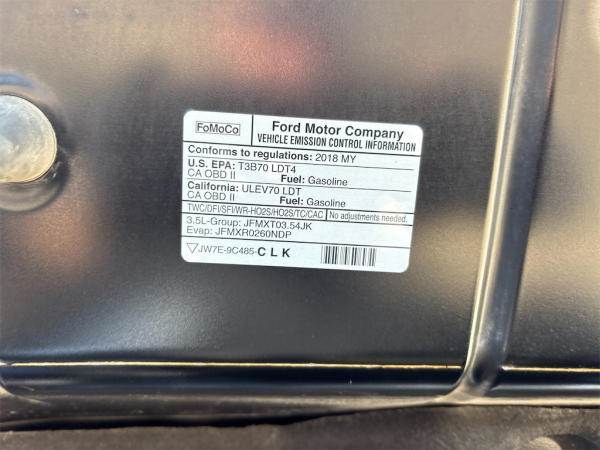 FoMoCo
Ford Motor Company
VEHICLE EMISSION CONTROL INFORMATION
Conforms to regulations: 2018 MY
U.S. EPA: T3B70 LDT4
CA OBD II Fuel: Gasoline
California: ULEV70 LDT
CA OBD II Fuel: Gasoline
TWC/DFI/SFI/WR-HO2S/HO2S/TC/CAC No adjustments needed.
3.5L-Group: JFMXT03.54JK
Evap: JFMXR0260NDP
JW7E-9C485-C L K